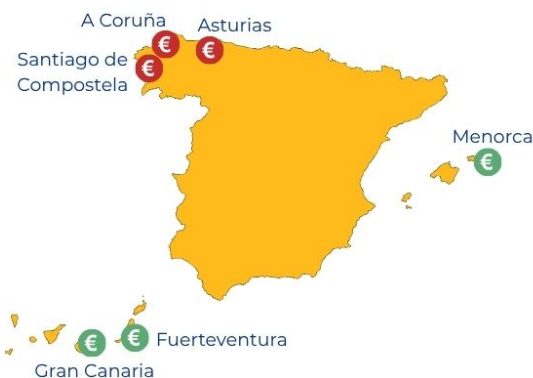 A Coruña
Asturias
€
€
Santiago de
Compostela
€
Menorca
€
€
€
Fuerteventura
Gran Canaria